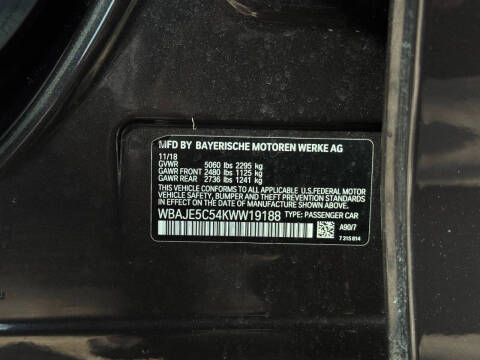 MFD BY BAYERISCHE MOTOREN WERKE AG
11/18
GVWR 5060 lbs 2295 kg
GAWR FRONT 2480 lbs 1125 kg
GAWR REAR 2736 lbs 1241 kg
THIS VEHICLE CONFORMS TO ALL APPLICABLE U.S.FEDERAL MOTOR
VEHICLE SAFETY, BUMPER, AND THEFT PREVENTION STANDARDS IN
EFFECT ON THE DATE OF MANUFACTURE SHOWN ABOVE.
WBAJE5C54KWW19188 TYPE: PASSENGER CAR
A90/7
7 215 814